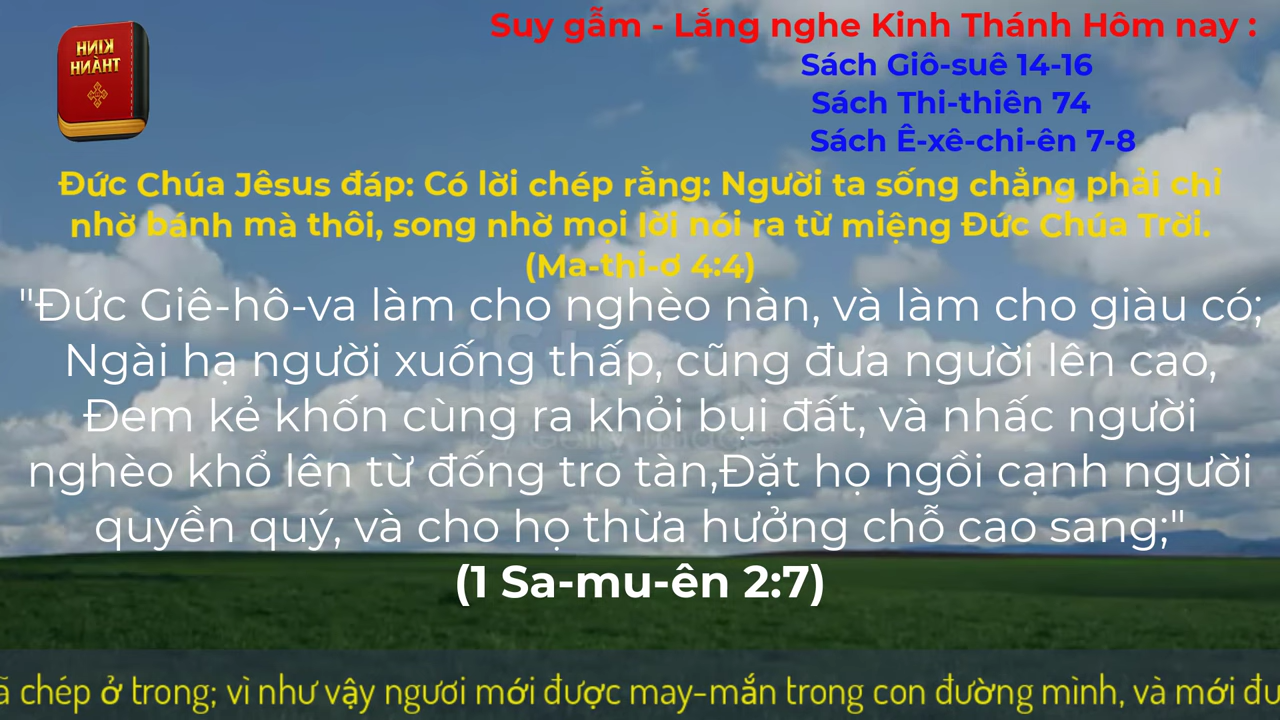 KINH
THÁNH
Suy gẫm - Lắng nghe Kinh Thánh Hôm nay :
Sách Giô-suê 14-16
Sách Thi-thiên 74
Sách Ê-xê-chi-ên 7-8
Đức Chúa Jêsus đáp: Có lời chép rằng: Người ta sống chẳng phải chỉ
nhờ bánh mà thôi, song nhờ mọi lời nói ra từ miệng Đức Chúa Trời.
(Ma-thi-ơ 4:4)
"Đức Giê-hô-va làm cho nghèo nàn, và làm cho giàu có;
Ngài hạ người xuống thấp, cũng đưa người lên cao,
Đem kẻ khốn cùng ra khỏi bụi đất, và nhấc người
nghèo khổ lên từ đống tro tàn,Đặt họ ngồi cạnh người
quyền quý, và cho họ thừa hưởng chỗ cao sang;"
(1 Sa-mu-ên 2:7)
chép ở trong; vì như vậy ngươi mới được may-mắn trong con đường mình, và mới